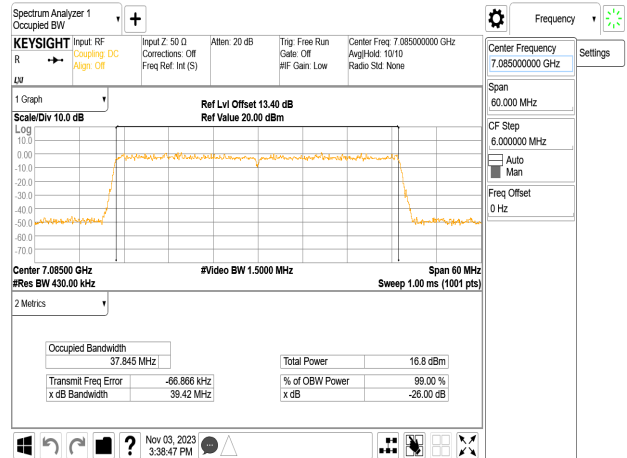 Spectrum Analyzer 1
Occupied BW
Frequency
KEYSIGHT Input: RF Input Z: 50 Ω Atten: 20 dB Trig: Free Run Center Freq: 7.085000000 GHz
R Coupling: DC Corrections: Off Gate: Off Avg|Hold: 10/10
Align: Off Freq Ref: Int (S) #IF Gain: Low Radio Std: None
Center Frequency
7.085000000 GHz
Settings
Span
60.000 MHz
CF Step
6.000000 MHz
Auto
Man
Freq Offset
0 Hz
1 Graph
Ref Lvl Offset 13.40 dB
Scale/Div 10.0 dB Ref Value 20.00 dBm
Log
10.0
0.00
-10.0
-20.0
-30.0
-40.0
-50.0
-60.0
-70.0
Center 7.08500 GHz #Video BW 1.5000 MHz Span 60 MHz
#Res BW 430.00 kHz Sweep 1.00 ms (1001 pts)
2 Metrics
Occupied Bandwidth
37.845 MHz
Total Power 16.8 dBm
Transmit Freq Error -66.866 kHz % of OBW Power 99.00 %
x dB Bandwidth 39.42 MHz x dB -26.00 dB
? Nov 03, 2023
3:38:47 PM